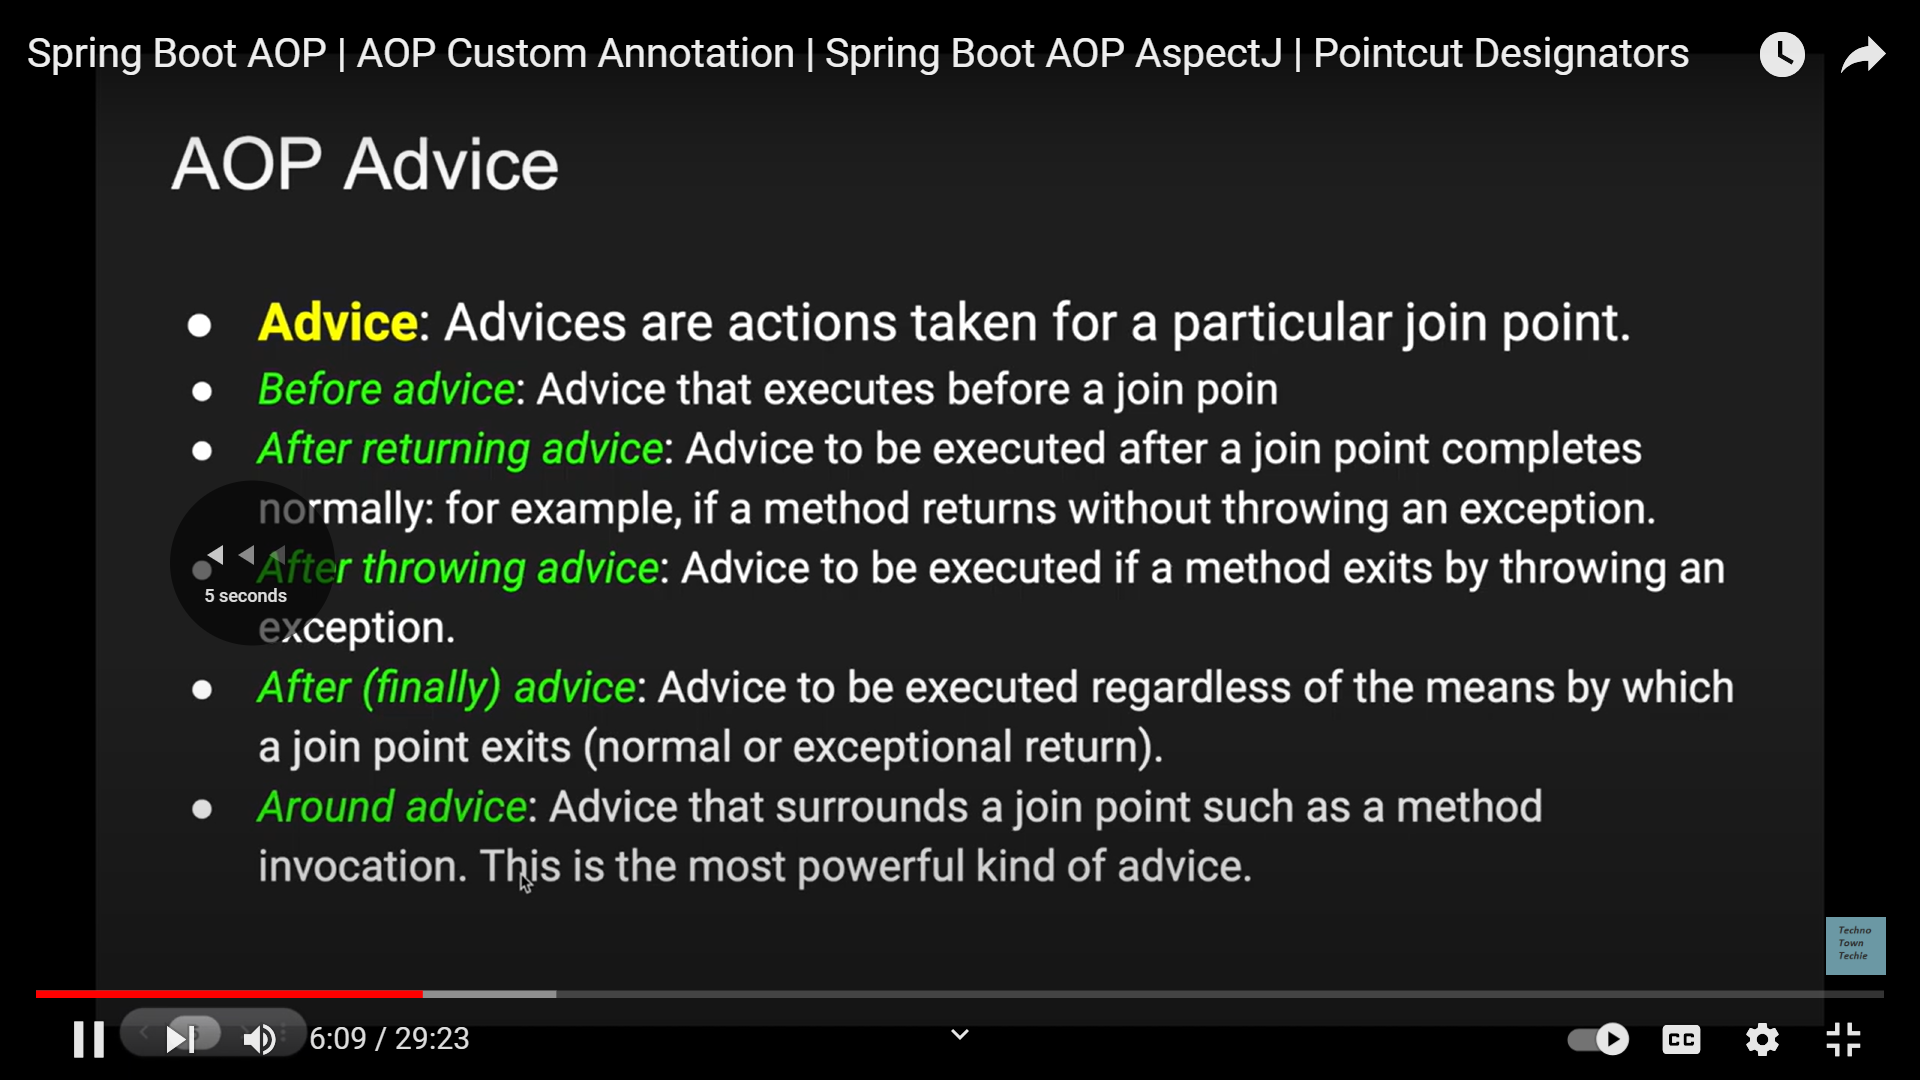 Spring Boot AOP | AOP Custom Annotation | Spring Boot AOP AspectJ | Pointcut Designators
AOP Advice
● Advice: Advices are actions taken for a particular join point.
● Before advice: Advice that executes before a join poin
● After returning advice: Advice to be executed after a join point completes
normally: for example, if a method returns without throwing an exception.
● After throwing advice: Advice to be executed if a method exits by throwing an
5 seconds
exception.
● After (finally) advice: Advice to be executed regardless of the means by which
a join point exits (normal or exceptional return).
● Around advice: Advice that surrounds a join point such as a method
invocation. This is the most powerful kind of advice.
Techno
Town
Techie
6:09 / 29:23
CC